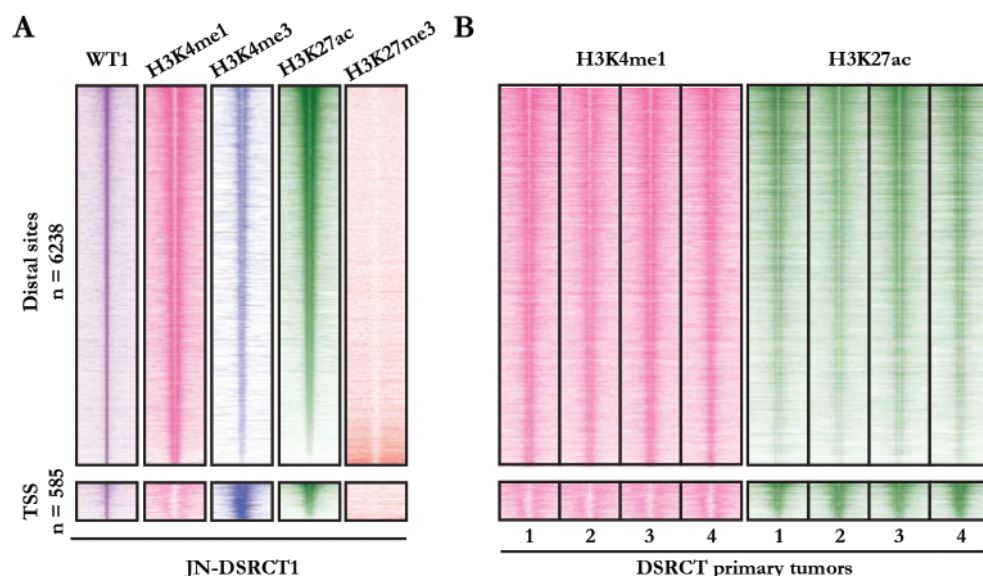 A
WT1
H3K4me1
H3K4me3
H3K27ac
H3K27me3
Distal sites
n = 6238
TSS
n = 585
JN-DSRCT1
B
H3K4me1
H3K27ac
1 2 3 4 1 2 3 4
DSRCT primary tumors